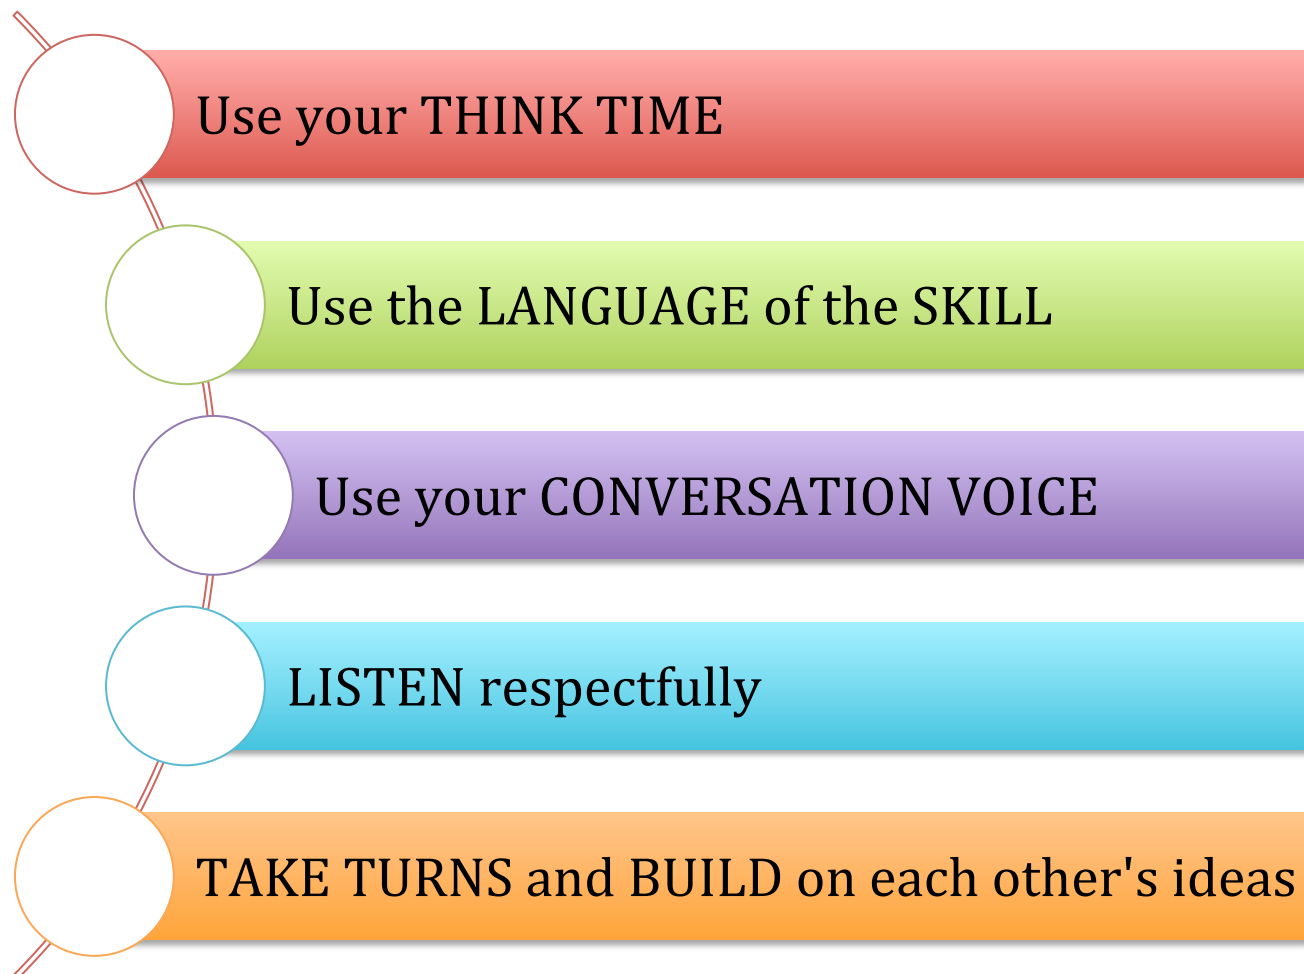 Use your THINK TIME
Use the LANGUAGE of the SKILL
Use your CONVERSATION VOICE
LISTEN respectfully
TAKE TURNS and BUILD on each other's ideas